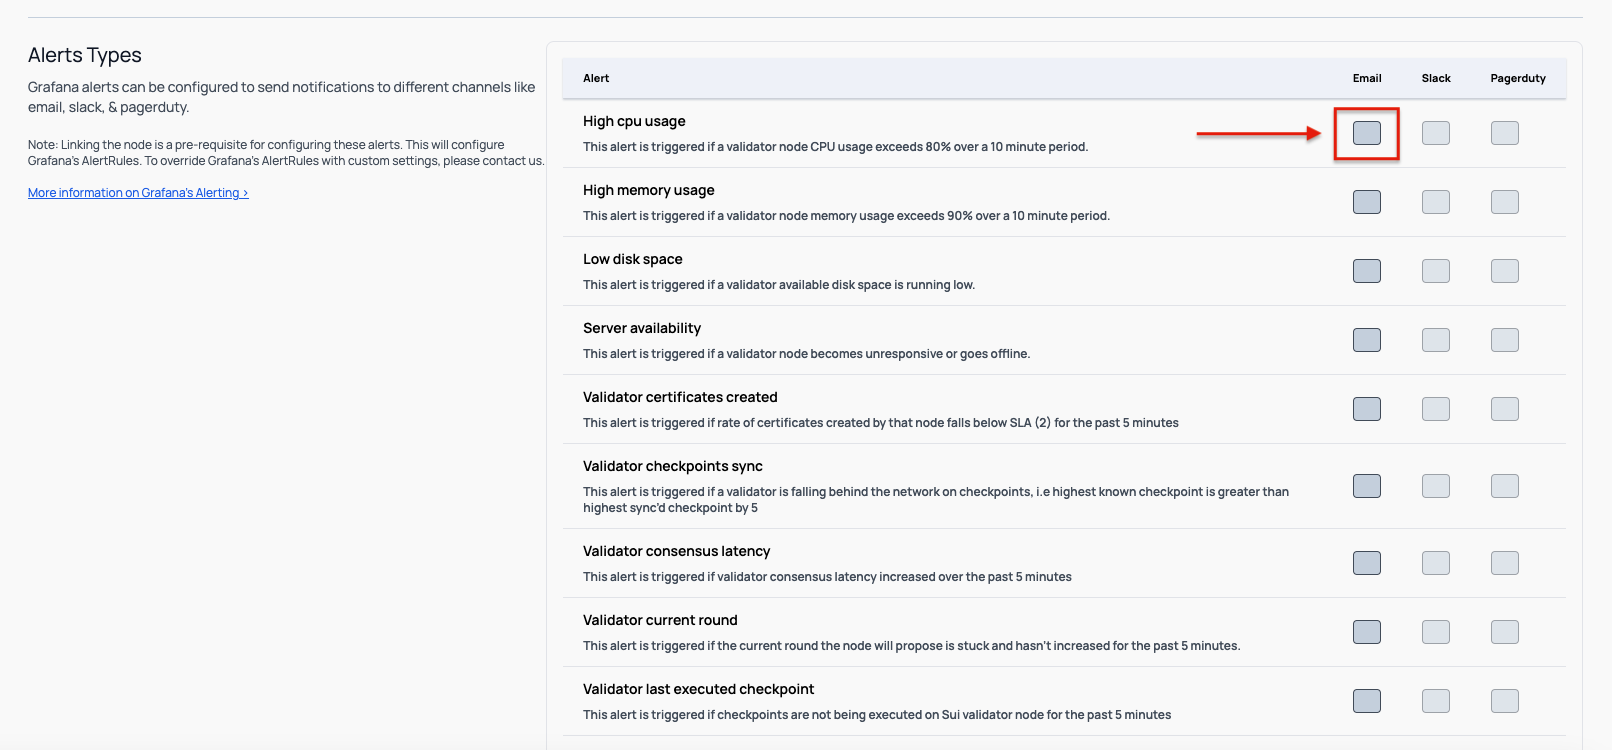 Alerts Types
Grafana alerts can be configured to send notifications to different channels like
email, slack, & pagerduty.
Note: Linking the node is a pre-requisite for configuring these alerts. This will configure
Grafana's AlertRules. To override Grafana's AlertRules with custom settings, please contact us.
More information on Grafana's Alerting >
Alert Email Slack Pagerduty
High cpu usage
This alert is triggered if a validator node CPU usage exceeds 80% over a 10 minute period.
High memory usage
This alert is triggered if a validator node memory usage exceeds 90% over a 10 minute period.
Low disk space
This alert is triggered if a validator available disk space is running low.
Server availability
This alert is triggered if a validator node becomes unresponsive or goes offline.
Validator certificates created
This alert is triggered if rate of certificates created by that node falls below SLA (2) for the past 5 minutes
Validator checkpoints sync
This alert is triggered if a validator is falling behind the network on checkpoints, i.e highest known checkpoint is greater than
highest sync'd checkpoint by 5
Validator consensus latency
This alert is triggered if validator consensus latency increased over the past 5 minutes
Validator current round
This alert is triggered if the current round the node will propose is stuck and hasn't increased for the past 5 minutes.
Validator last executed checkpoint
This alert is triggered if checkpoints are not being executed on Sui validator node for the past 5 minutes